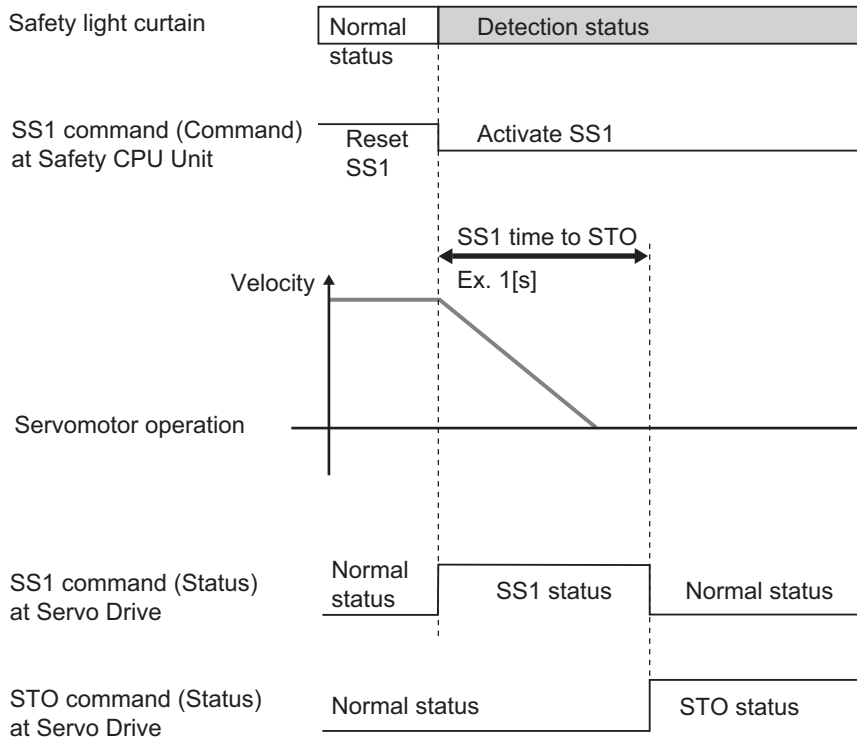 Safety light curtain
Normal
status
Detection status
SS1 command (Command)
at Safety CPU Unit
Reset
SS1
Activate SS1
SS1 time to STO
Ex. 1[s]
Velocity
Servomotor operation
SS1 command (Status)
at Servo Drive
Normal
status
SS1 status
Normal status
STO command (Status)
at Servo Drive
Normal status
STO status